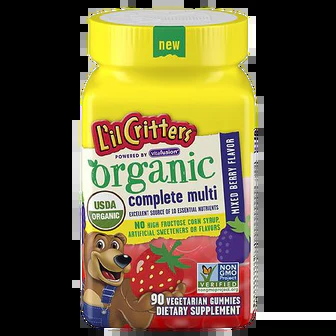 new
L'il Critters
POWERED BY vitafusion
organic
complete multi
EXCELLENT SOURCE OF 10 ESSENTIAL NUTRIENTS
USDA
ORGANIC
NO HIGH FRUCTOSE CORN SYRUP,
ARTIFICIAL SWEETENERS OR FLAVORS
MIXED BERRY FLAVOR
NON
GMO
Project
VERIFIED
nongmoproject.org
90 VEGETARIAN GUMMIES
DIETARY SUPPLEMENT